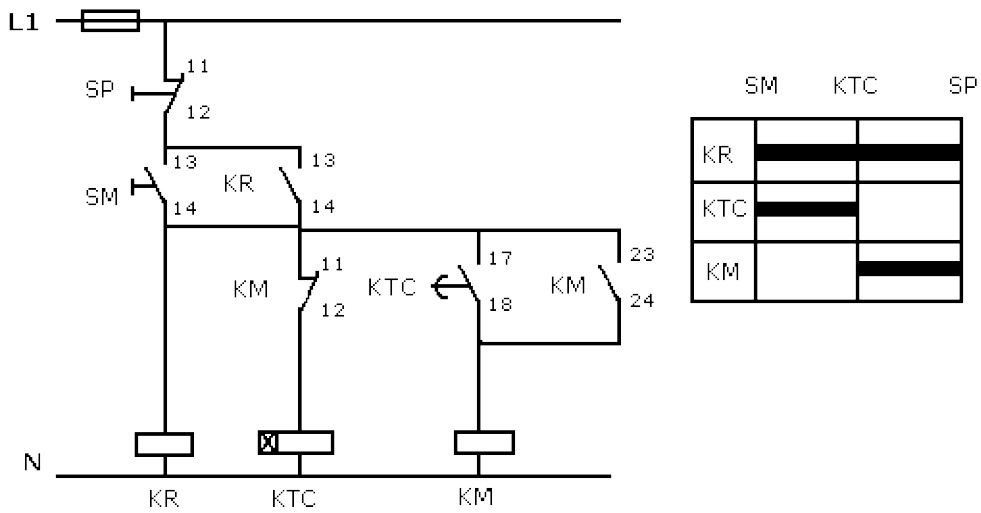 L1
11
SP
12
SM KTC SP
13 13
KR
SM
14 14
KR
KTC
KM
11 17 23
KM KTC KM
12 18 24
N
KR KTC KM